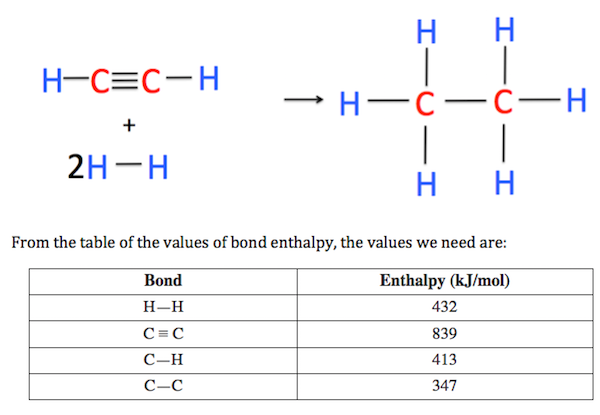 H—C≡C—H
+
2H—H
→
H H
H—C—C—H
H H
From the table of the values of bond enthalpy, the values we need are:
Bond Enthalpy (kJ/mol)
H—H 432
C≡C 839
C—H 413
C—C 347